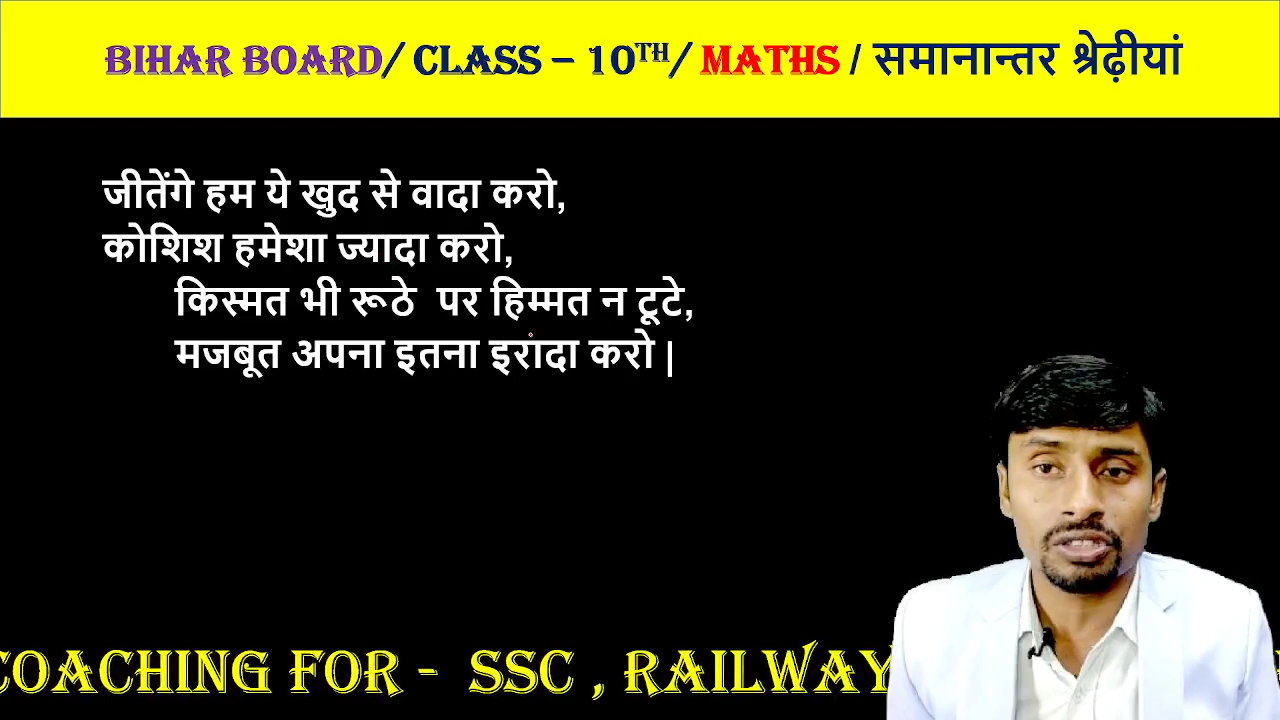 BIHAR BOARD/ CLASS – 10TH/ MATHS / समानान्तर श्रेढ़ीयां
जीतेंगे हम ये खुद से वादा करो,
कोशिश हमेशा ज्यादा करो,
किस्मत भी रूठे पर हिम्मत न टूटे,
मजबूत अपना इतना इरादा करो |
COACHING FOR - SSC , RAILWAY